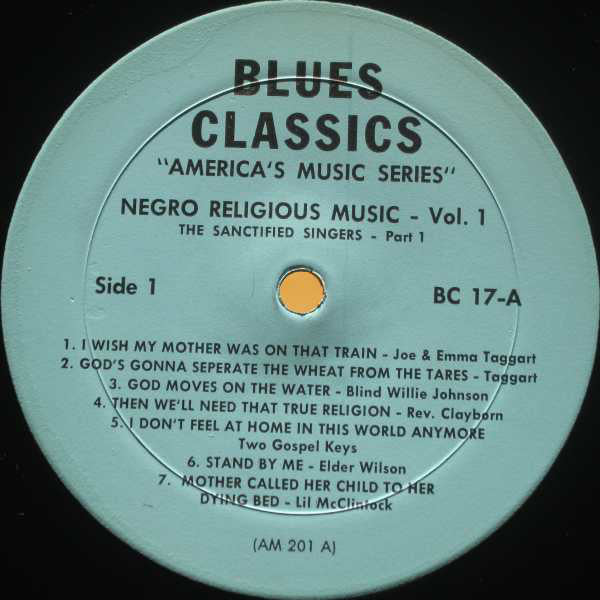 BLUES
CLASSICS
"AMERICA'S MUSIC SERIES"
NEGRO RELIGIOUS MUSIC - Vol. 1
THE SANCTIFIED SINGERS - Part 1
Side 1
BC 17-A
1. I WISH MY MOTHER WAS ON THAT TRAIN - Joe & Emma Taggart
2. GOD'S GONNA SEPERATE THE WHEAT FROM THE TARES - Taggart
3. GOD MOVES ON THE WATER - Blind Willie Johnson
4. THEN WE'LL NEED THAT TRUE RELIGION - Rev. Clayborn
5. I DON'T FEEL AT HOME IN THIS WORLD ANYMORE
Two Gospel Keys
6. STAND BY ME - Elder Wilson
7. MOTHER CALLED HER CHILD TO HER
DYING BED - Lil McClintock
(AM 201 A)